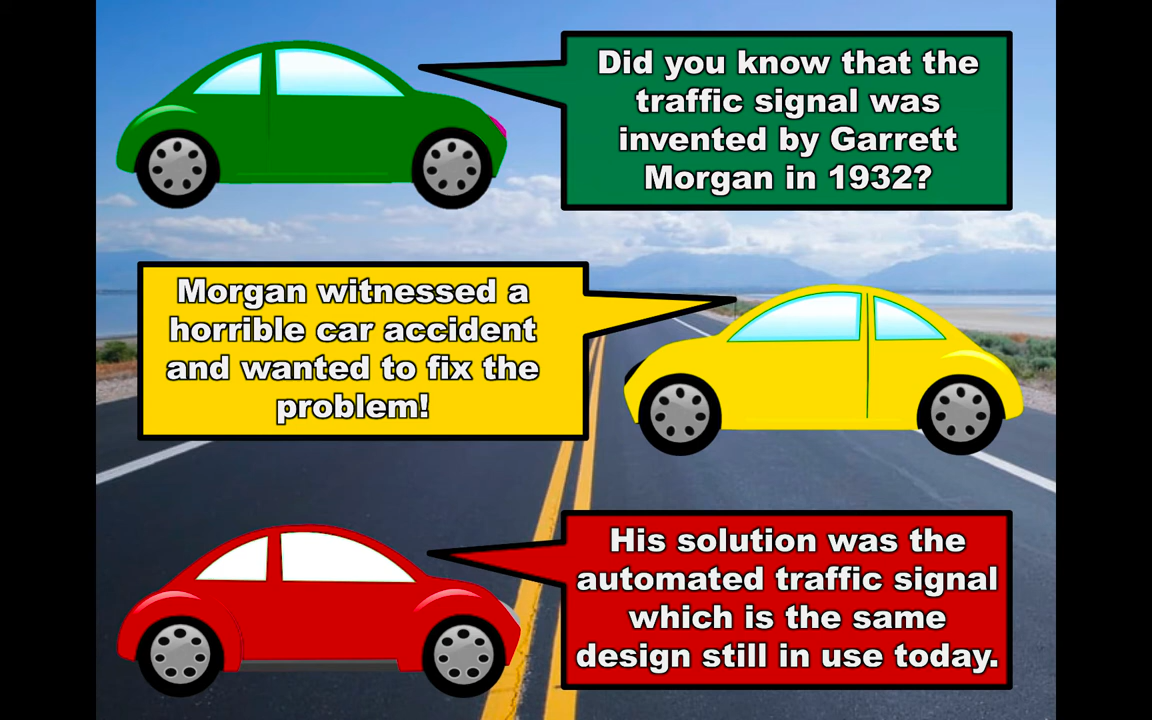 Did you know that the
traffic signal was
invented by Garrett
Morgan in 1932?
Morgan witnessed a
horrible car accident
and wanted to fix the
problem!
His solution was the
automated traffic signal
which is the same
design still in use today.